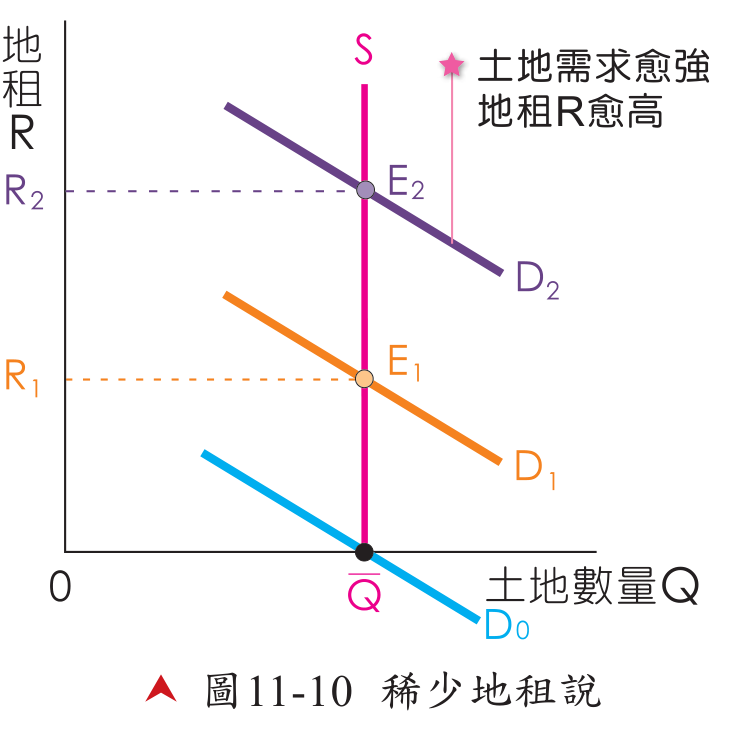 地租R
S
★土地需求愈強
地租R愈高
R2
E2
D2
R1
E1
D1
0
Q̅
土地數量Q
D0
圖11-10 稀少地租說